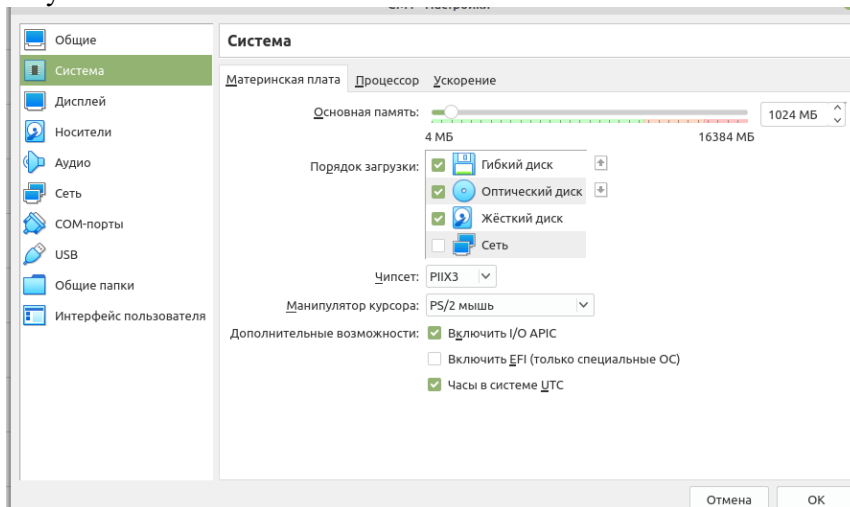 Общие
Система
Дисплей
Носители
Аудио
Сеть
COM-порты
USB
Общие папки
Интерфейс пользователя
Система
Материнская плата Процессор Ускорение
Основная память: 1024 МБ
4 МБ 16384 МБ
Порядок загрузки: Гибкий диск
Оптический диск
Жёсткий диск
Сеть
Чипсет: PIIX3
Манипулятор курсора: PS/2 мышь
Дополнительные возможности: Включить I/O APIC
Включить EFI (только специальные ОС)
Часы в системе UTC
Отмена OK